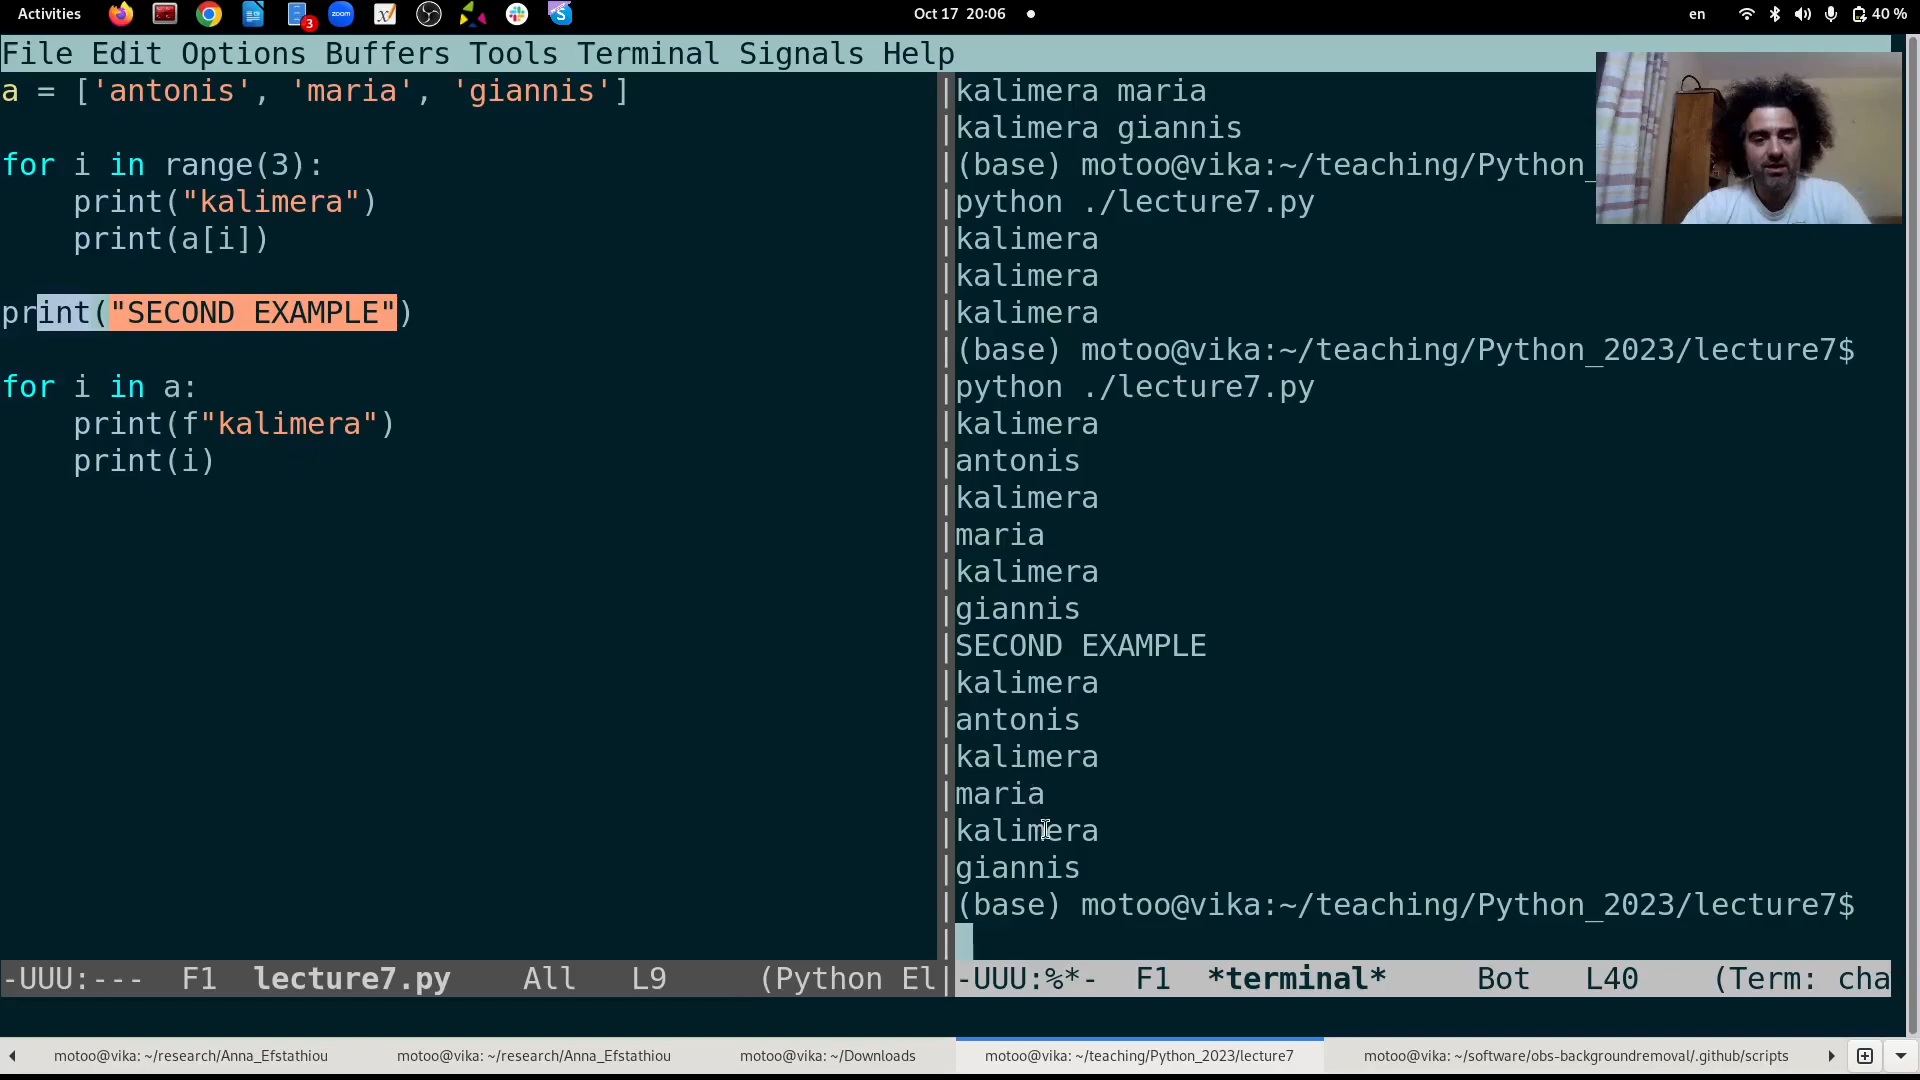 Activities
3
zoom
Oct 17 20:06
en
40 %
File Edit Options Buffers Tools Terminal Signals Help
a = ['antonis', 'maria', 'giannis']
for i in range(3):
    print("kalimera")
    print(a[i])
print("SECOND EXAMPLE")
for i in a:
    print(f"kalimera")
    print(i)
-UUU:---  F1  lecture7.py    All   L9     (Python El
kalimera maria
kalimera giannis
(base) motoo@vika:~/teaching/Python_
python ./lecture7.py
kalimera
kalimera
kalimera
(base) motoo@vika:~/teaching/Python_2023/lecture7$
python ./lecture7.py
kalimera
antonis
kalimera
maria
kalimera
giannis
SECOND EXAMPLE
kalimera
antonis
kalimera
maria
kalimera
giannis
(base) motoo@vika:~/teaching/Python_2023/lecture7$
-UUU:%*-  F1  *terminal*     Bot   L40    (Term: cha
motoo@vika: ~/research/Anna_Efstathiou
motoo@vika: ~/research/Anna_Efstathiou
motoo@vika: ~/Downloads
motoo@vika: ~/teaching/Python_2023/lecture7
motoo@vika: ~/software/obs-backgroundremoval/.github/scripts